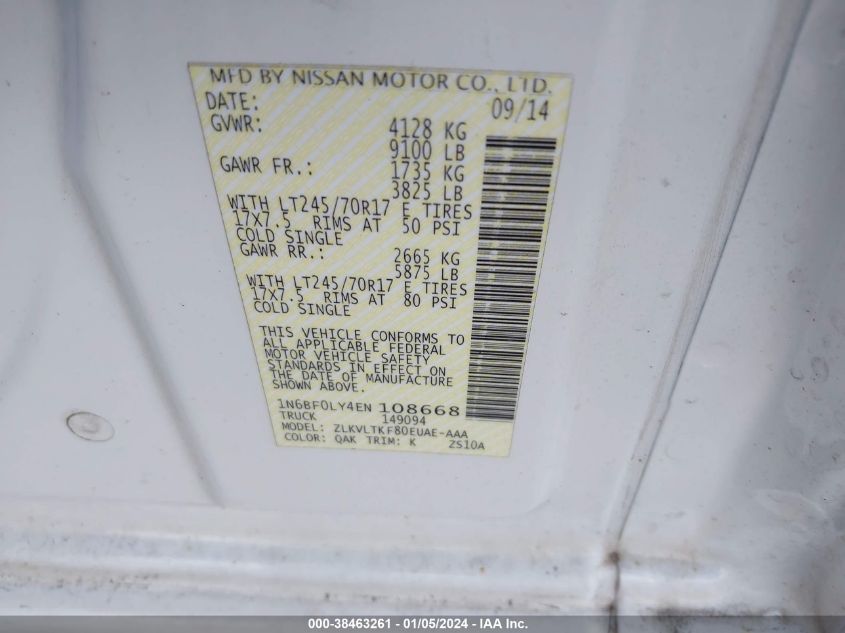 MFD BY NISSAN MOTOR CO., LTD.
DATE: 09/14
GVWR: 4128 KG
9100 LB
GAWR FR.: 1735 KG
3825 LB
WITH LT245/70R17 E TIRES
17X7.5 RIMS AT 50 PSI
COLD SINGLE
GAWR RR.: 2665 KG
5875 LB
WITH LT245/70R17 E TIRES
17X7.5 RIMS AT 80 PSI
COLD SINGLE
THIS VEHICLE CONFORMS TO
ALL APPLICABLE FEDERAL
MOTOR VEHICLE SAFETY
STANDARDS IN EFFECT ON
THE DATE OF MANUFACTURE
SHOWN ABOVE.
1N6BF0LY4EN 108668
TRUCK 149094
MODEL: ZLKVLTKF80EUAE-AAA
COLOR: QAK TRIM: K ZS10A
000-38463261 - 01/05/2024 - IAA Inc.